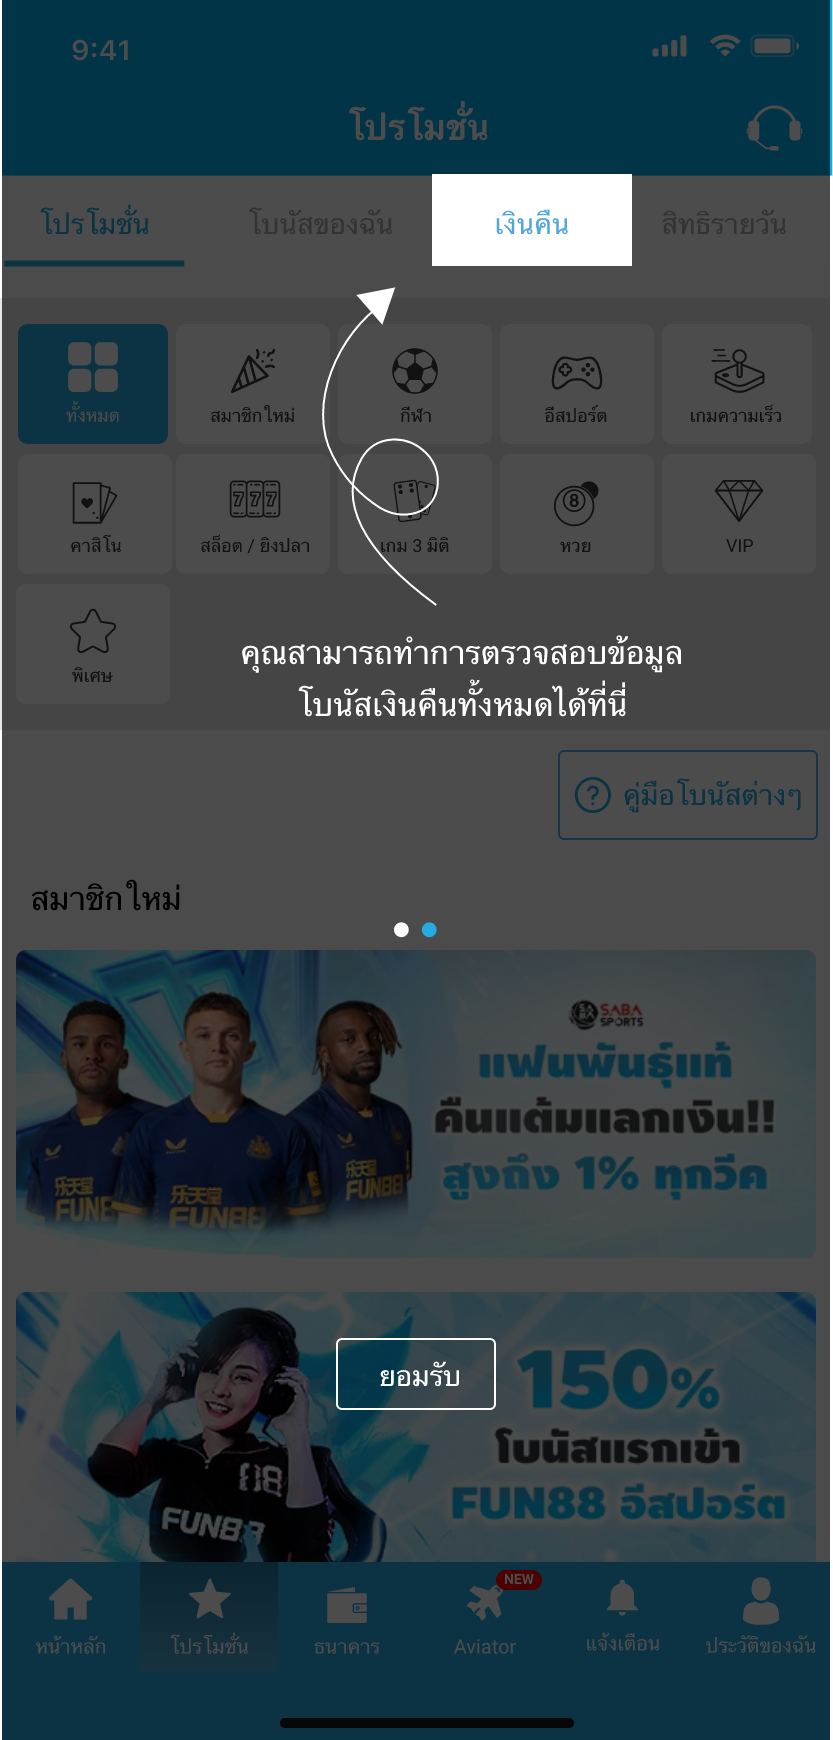 9:41
โปรโมชั่น
โปรโมชั่น โบนัสของฉัน เงินคืน สิทธิรายวัน
ทั้งหมด สมาชิกใหม่ กีฬา อีสปอร์ต เกมความเร็ว
คาสิโน สล็อต / ยิงปลา เกม 3 มิติ หวย VIP
พิเศษ
คุณสามารถทำการตรวจสอบข้อมูล
โบนัสเงินคืนทั้งหมดได้ที่นี่
? คู่มือโบนัสต่างๆ
สมาชิกใหม่
SABA
SPORTS
แฟนพันธุ์แท้
คืนแต้มแลกเงิน!!
สูงถึง 1% ทุกวีค
乐天堂 乐天堂 乐天堂
FUN88 FUN88 FUN88
ยอมรับ
150%
โบนัสแรกเข้า
FUN88 อีสปอร์ต
FUN88
NEW
หน้าหลัก โปรโมชั่น ธนาคาร Aviator แจ้งเตือน ประวัติของฉัน